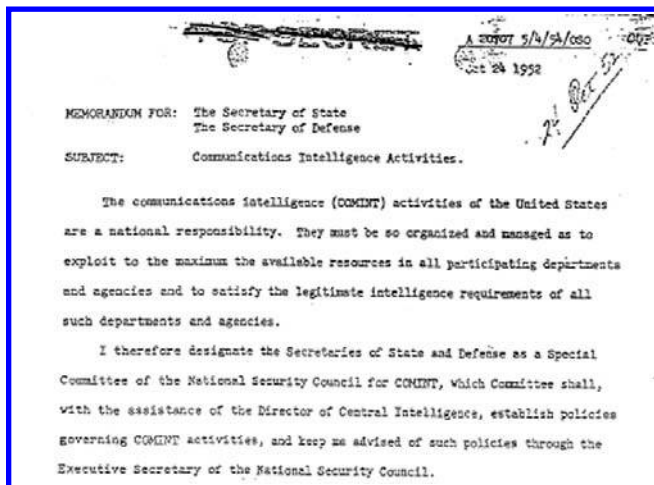 A 20707 5/4/54/OSO
Oct 24 1952
MEMORANDUM FOR: The Secretary of State
The Secretary of Defense
SUBJECT: Communications Intelligence Activities.
The communications intelligence (COMINT) activities of the United States
are a national responsibility. They must be so organized and managed as to
exploit to the maximum the available resources in all participating departments
and agencies and to satisfy the legitimate intelligence requirements of all
such departments and agencies.
I therefore designate the Secretaries of State and Defense as a Special
Committee of the National Security Council for COMINT, which Committee shall,
with the assistance of the Director of Central Intelligence, establish policies
governing COMINT activities, and keep me advised of such policies through the
Executive Secretary of the National Security Council.